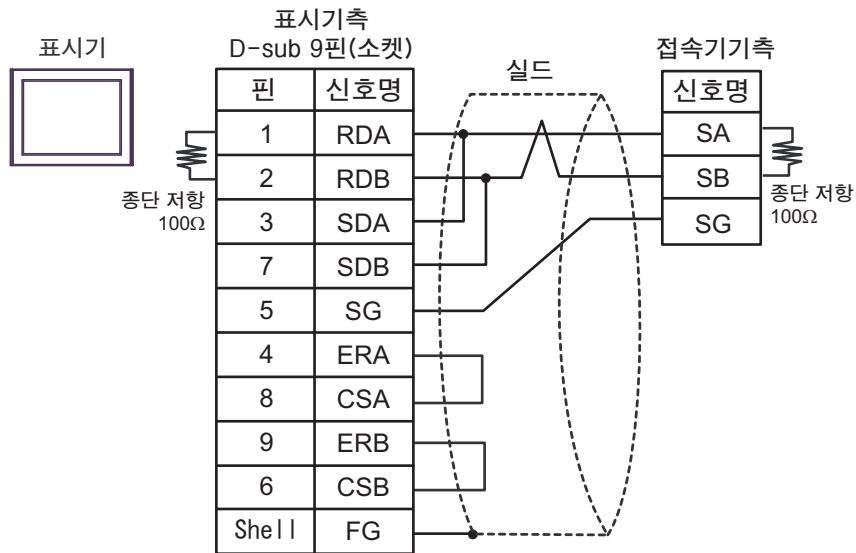 표시기
표시기측
D-sub 9핀(소켓)
핀 신호명
1 RDA
2 RDB
3 SDA
7 SDB
5 SG
4 ERA
8 CSA
9 ERB
6 CSB
Shell FG
종단 저항
100Ω
실드
접속기기측
신호명
SA
SB
SG
종단 저항
100Ω